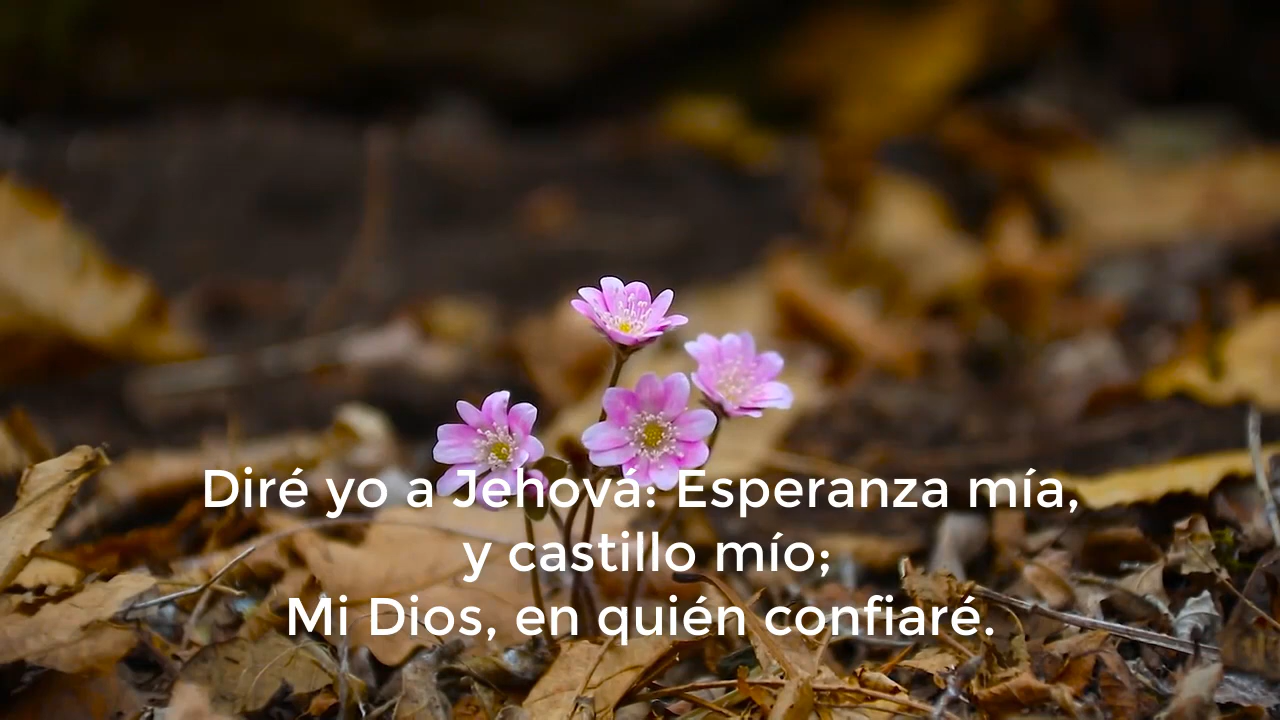 Diré yo a Jehová: Esperanza mía,
y castillo mío;
Mi Dios, en quién confiaré.